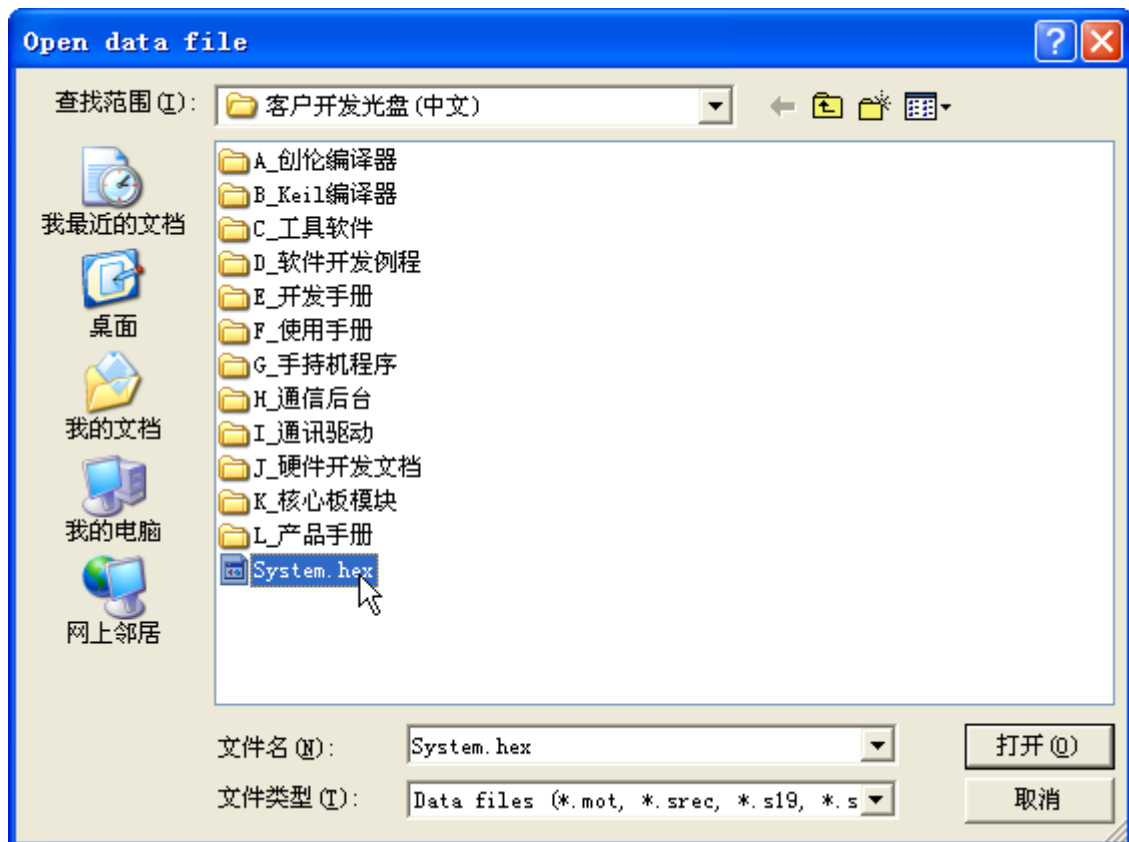 Open data file
查找范围(I): 客户开发光盘(中文)
我最近的文档
桌面
我的文档
我的电脑
网上邻居
A_创伦编译器
B_Keil编译器
C_工具软件
D_软件开发例程
E_开发手册
F_使用手册
G_手持机程序
H_通信后台
I_通讯驱动
J_硬件开发文档
K_核心板模块
L_产品手册
System.hex
文件名(N): System.hex 打开(O)
文件类型(T): Data files (*.mot, *.srec, *.s19, *.s 取消